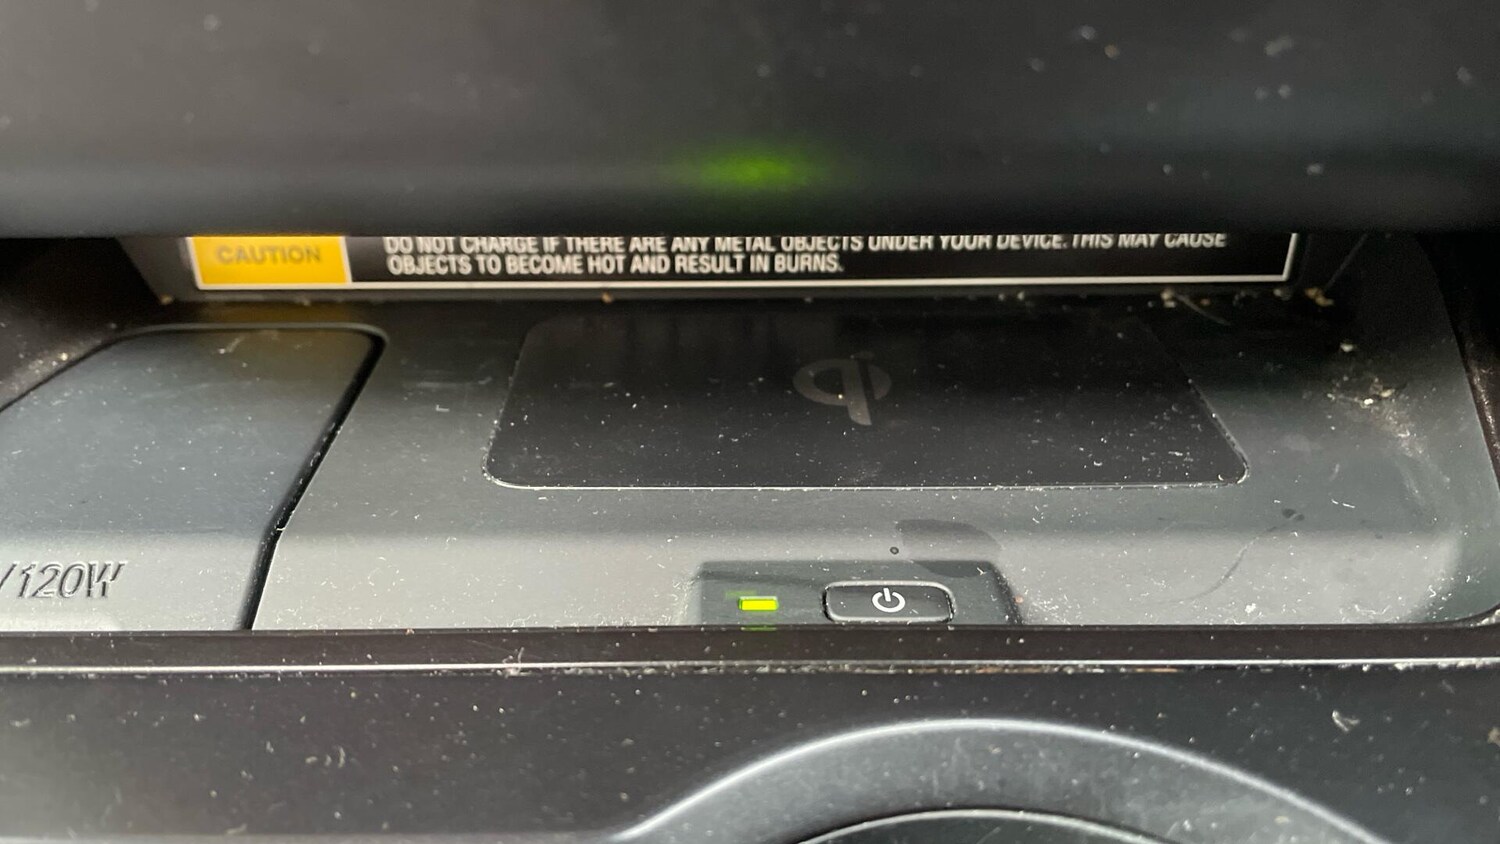 CAUTION
DO NOT CHARGE IF THERE ARE ANY METAL OBJECTS UNDER YOUR DEVICE. THIS MAY CAUSE
OBJECTS TO BECOME HOT AND RESULT IN BURNS.
/120W